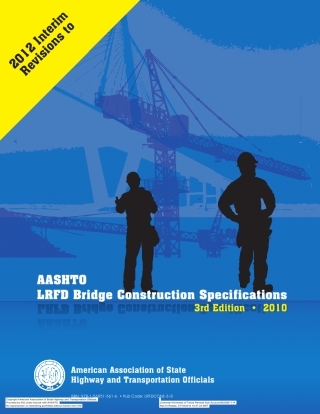 2012 Interim
Revisions to
AASHTO
LRFD Bridge Construction Specifications
3rd Edition • 2010
American Association of State
Highway and Transportation Officials